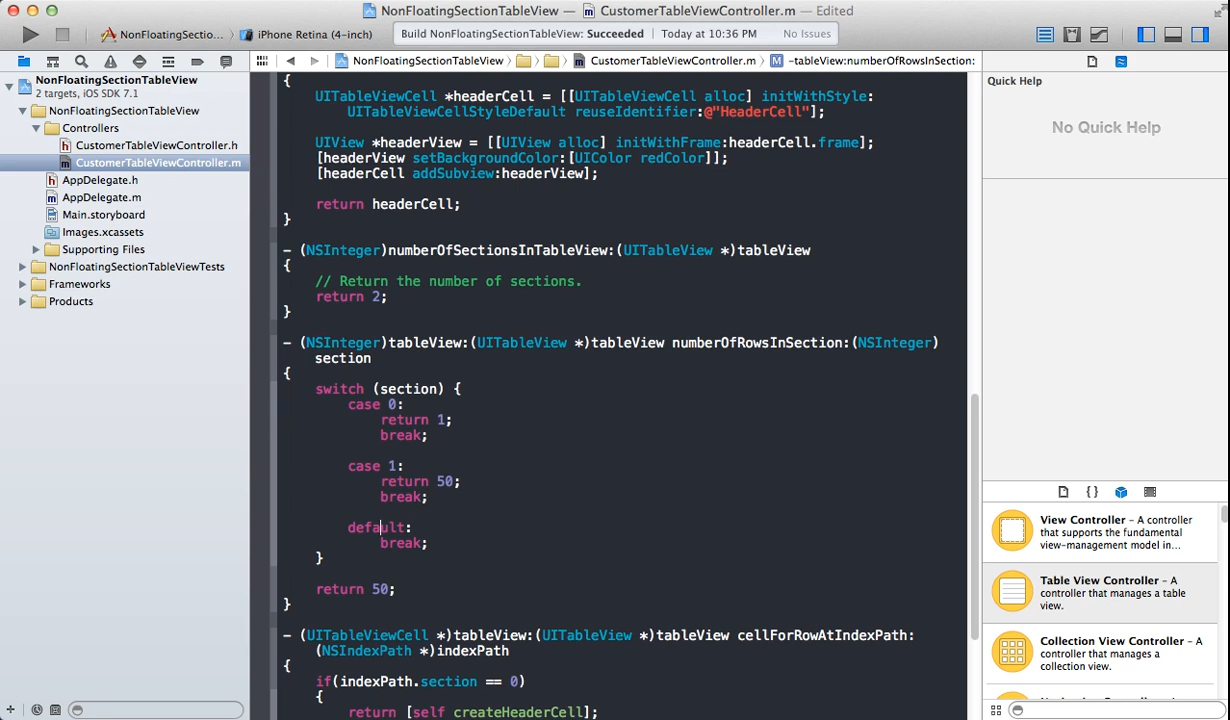 NonFloatingSectionTableView — CustomerTableViewController.m — Edited
NonFloatingSectio... iPhone Retina (4-inch)
Build NonFloatingSectionTableView: Succeeded Today at 10:36 PM No Issues
NonFloatingSectionTableView CustomerTableViewController.m M -tableView:numberOfRowsInSection:
NonFloatingSectionTableView
2 targets, iOS SDK 7.1
NonFloatingSectionTableView
Controllers
h CustomerTableViewController.h
m CustomerTableViewController.m
h AppDelegate.h
m AppDelegate.m
Main.storyboard
Images.xcassets
Supporting Files
NonFloatingSectionTableViewTests
Frameworks
Products
{
UITableViewCell *headerCell = [[UITableViewCell alloc] initWithStyle:
UITableViewCellStyleDefault reuseIdentifier:@"HeaderCell"];
UIView *headerView = [[UIView alloc] initWithFrame:headerCell.frame];
[headerView setBackgroundColor:[UIColor redColor]];
[headerCell addSubview:headerView];
return headerCell;
}
- (NSInteger)numberOfSectionsInTableView:(UITableView *)tableView
{
// Return the number of sections.
return 2;
}
- (NSInteger)tableView:(UITableView *)tableView numberOfRowsInSection:(NSInteger)
section
{
switch (section) {
case 0:
return 1;
break;
case 1:
return 50;
break;
default:
break;
}
return 50;
}
- (UITableViewCell *)tableView:(UITableView *)tableView cellForRowAtIndexPath:
(NSIndexPath *)indexPath
{
if(indexPath.section == 0)
{
return [self createHeaderCell];
Quick Help
No Quick Help
{}
View Controller – A controller
that supports the fundamental
view-management model in...
Table View Controller – A
controller that manages a table
view.
Collection View Controller – A
controller that manages a
collection view.